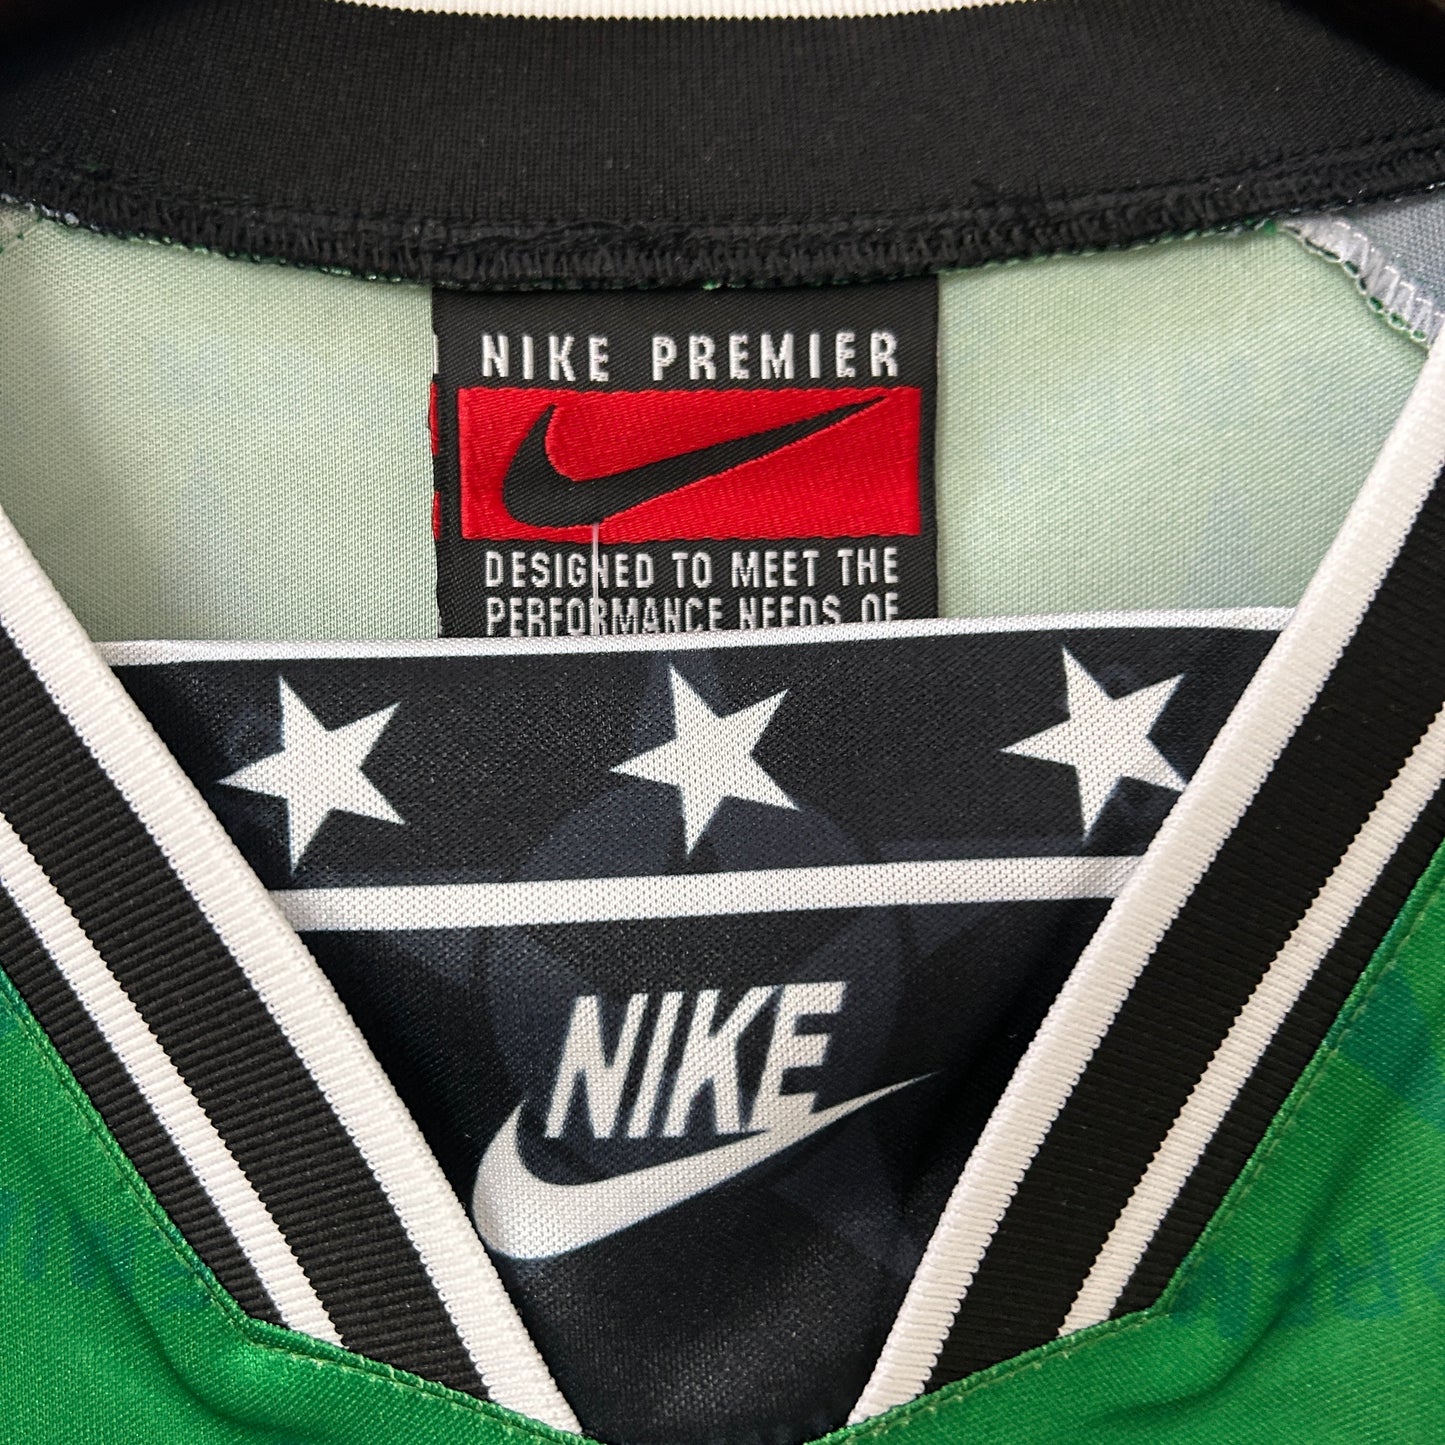 NIKE PREMIER
DESIGNED TO MEET THE
PERFORMANCE NEEDS OF
NIKE